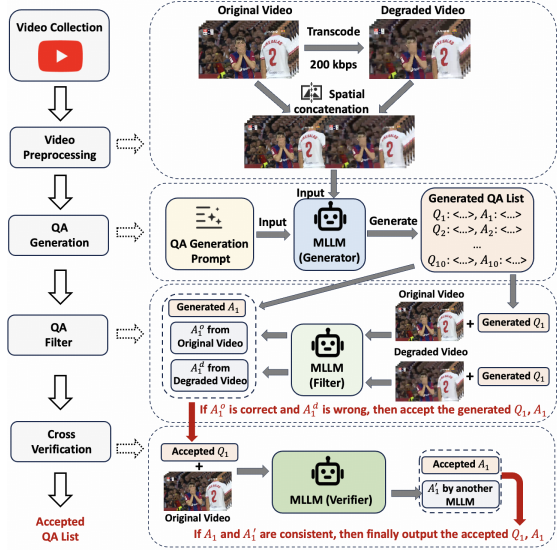 Video Collection
Video
Preprocessing
QA
Generation
QA
Filter
Cross
Verification
Accepted
QA List
Original Video
Degraded Video
Transcode
200 kbps
Spatial
concatenation
Input
QA Generation
Prompt
Input
MLLM
(Generator)
Generate
Generated QA List
Q₁: <...>, A₁: <...>
Q₂: <...>, A₂: <...>
...
Q₁₀: <...>, A₁₀: <...>
Generated A₁
A₁ᵒ from
Original Video
A₁ᵈ from
Degraded Video
MLLM
(Filter)
Original Video
2
+ Generated Q₁
Degraded Video
2
+ Generated Q₁
If A₁ᵒ is correct and A₁ᵈ is wrong, then accept the generated Q₁, A₁
Accepted Q₁
+
2
Original Video
MLLM (Verifier)
Accepted A₁
A₁′ by another
MLLM
If A₁ and A₁′ are consistent, then finally output the accepted Q₁, A₁